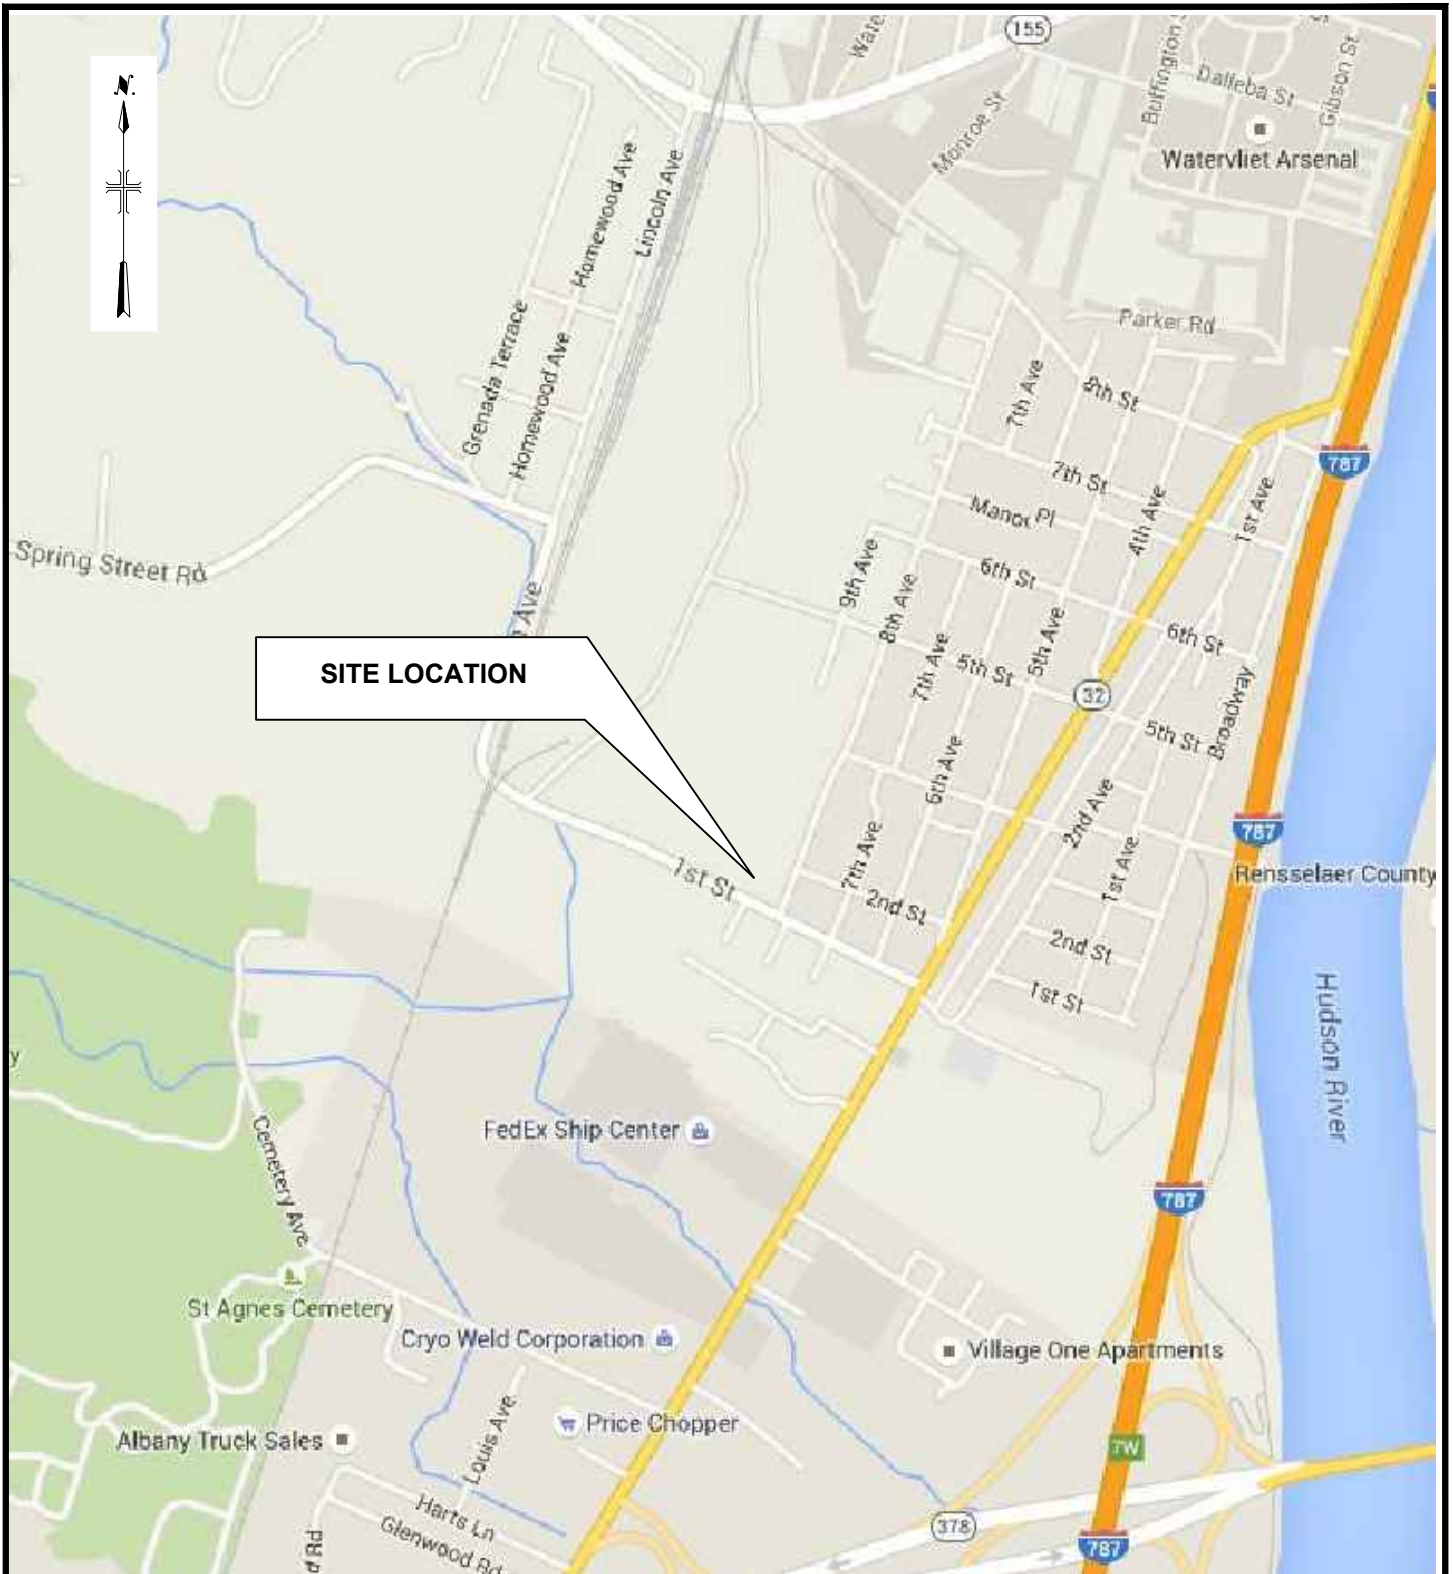 155
Buffington
Dalleba St
Gibson St
N.
Monroe St
Watervliet Arsenal
Homewood Ave
Lincoln Ave
Parker Rd
Grenada Terrace
Homewood Ave
7th Ave
8th St
787
7th St
1st Ave
Manor Pl
4th Ave
Spring Street Rd
9th Ave
6th St
8th Ave
Ave
5th Ave
6th St
SITE LOCATION
7th Ave
5th St
32
Broadway
5th St
6th Ave
2nd Ave
787
7th Ave
1st Ave
Rensselaer County
1st St
2nd St
2nd St
1st St
Hudson River
y
FedEx Ship Center
Cemetery Ave
787
St Agnes Cemetery
Cryo Weld Corporation
Village One Apartments
Price Chopper
Albany Truck Sales
Louis Ave
7W
Harts Ln
378
Glenwood Rd
d Rd
787